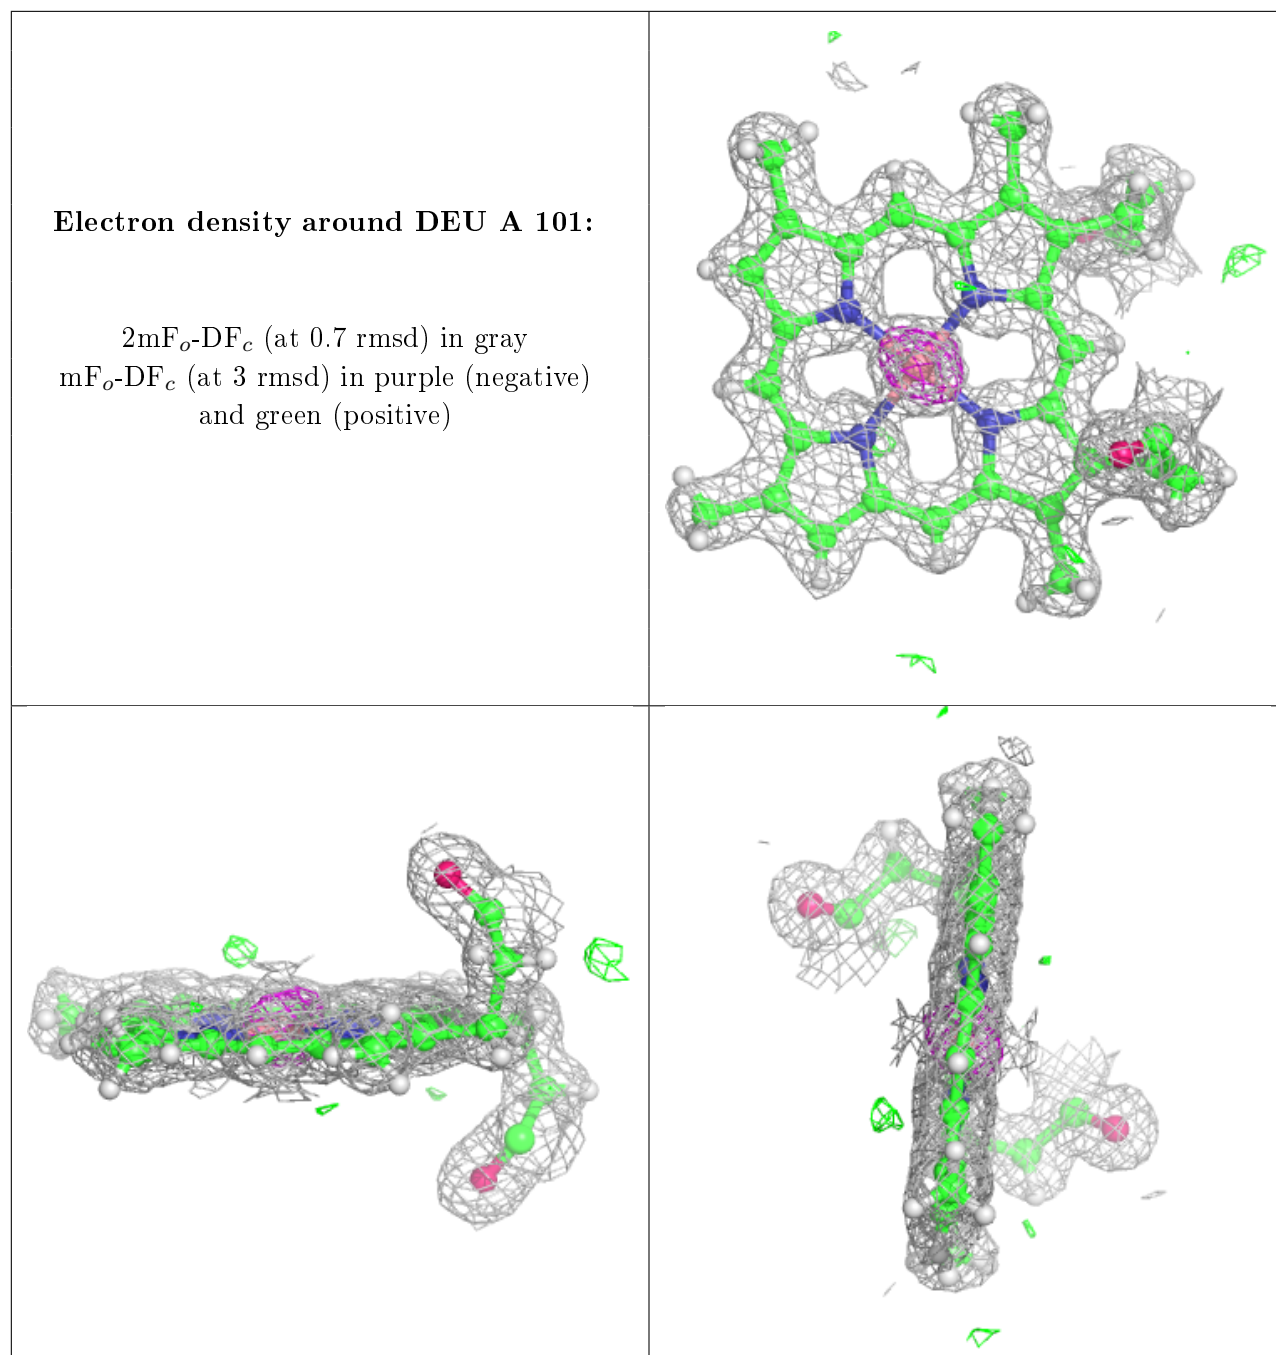 Electron density around DEU A 101:
2mFo-DFc (at 0.7 rmsd) in gray
mFo-DFc (at 3 rmsd) in purple (negative)
and green (positive)